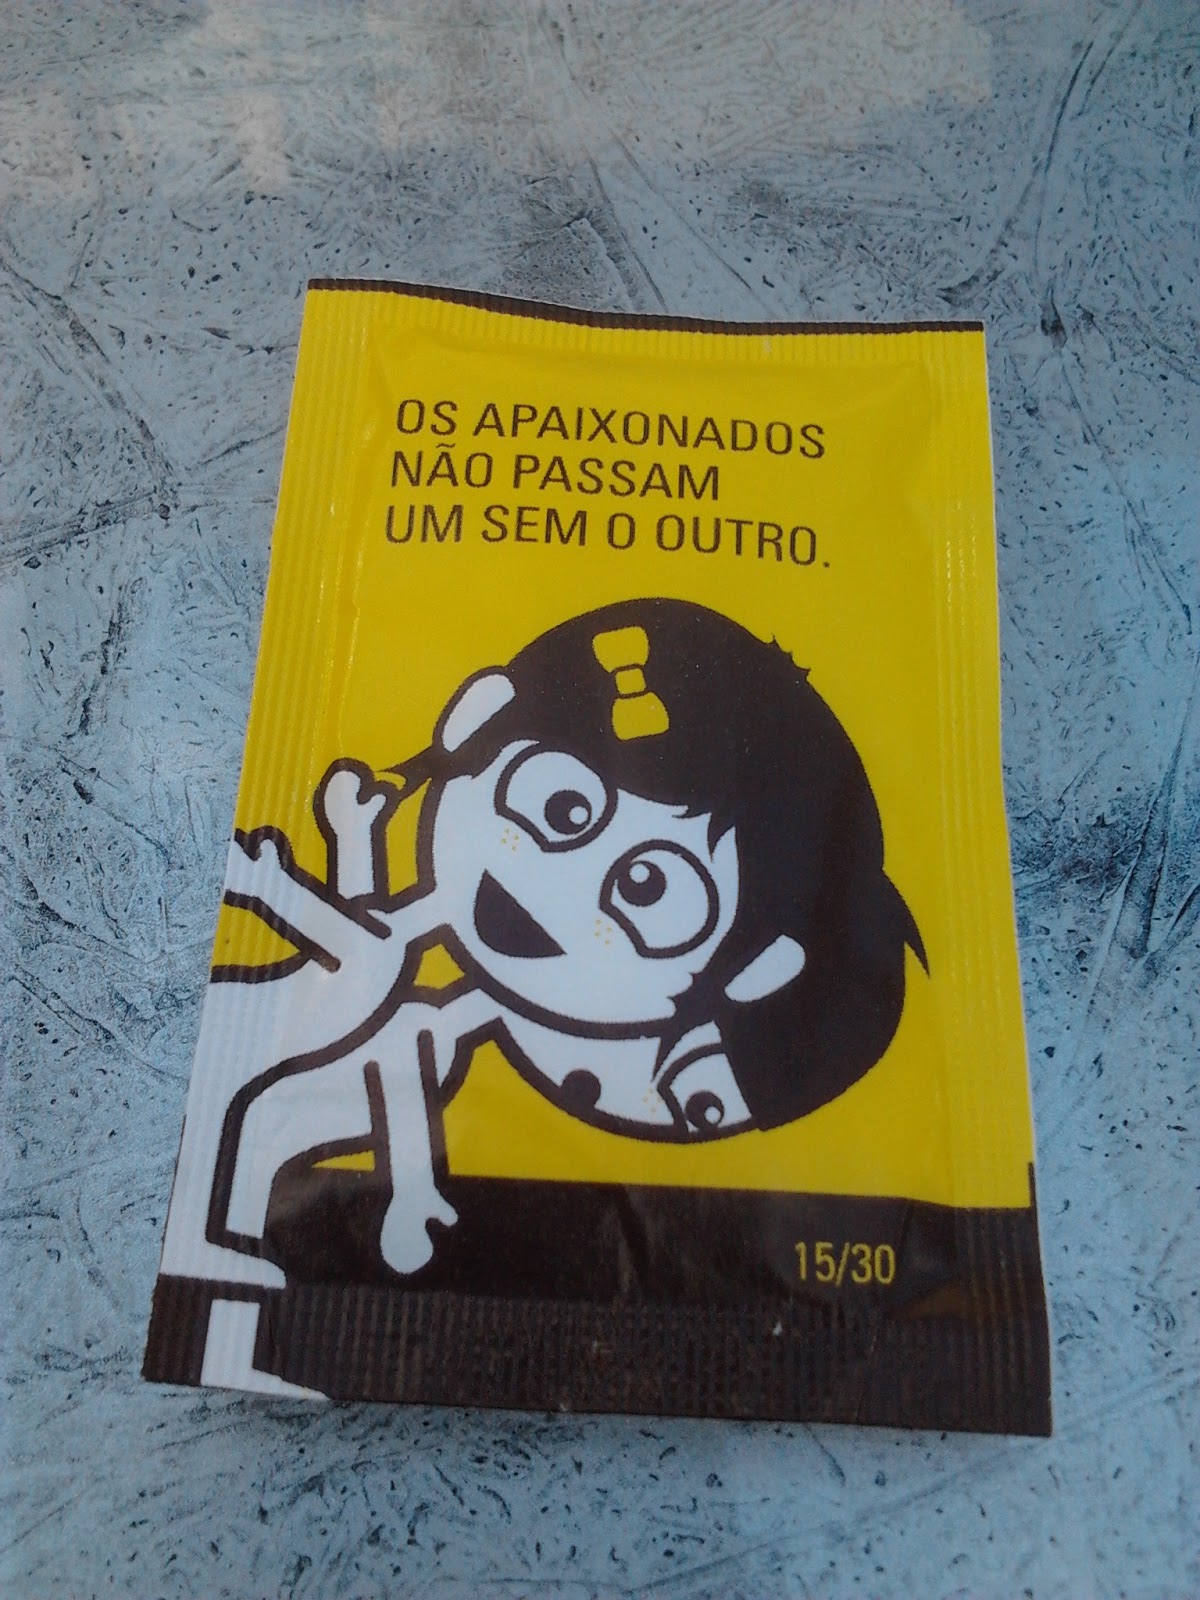 OS APAIXONADOS
NÃO PASSAM
UM SEM O OUTRO.
15/30